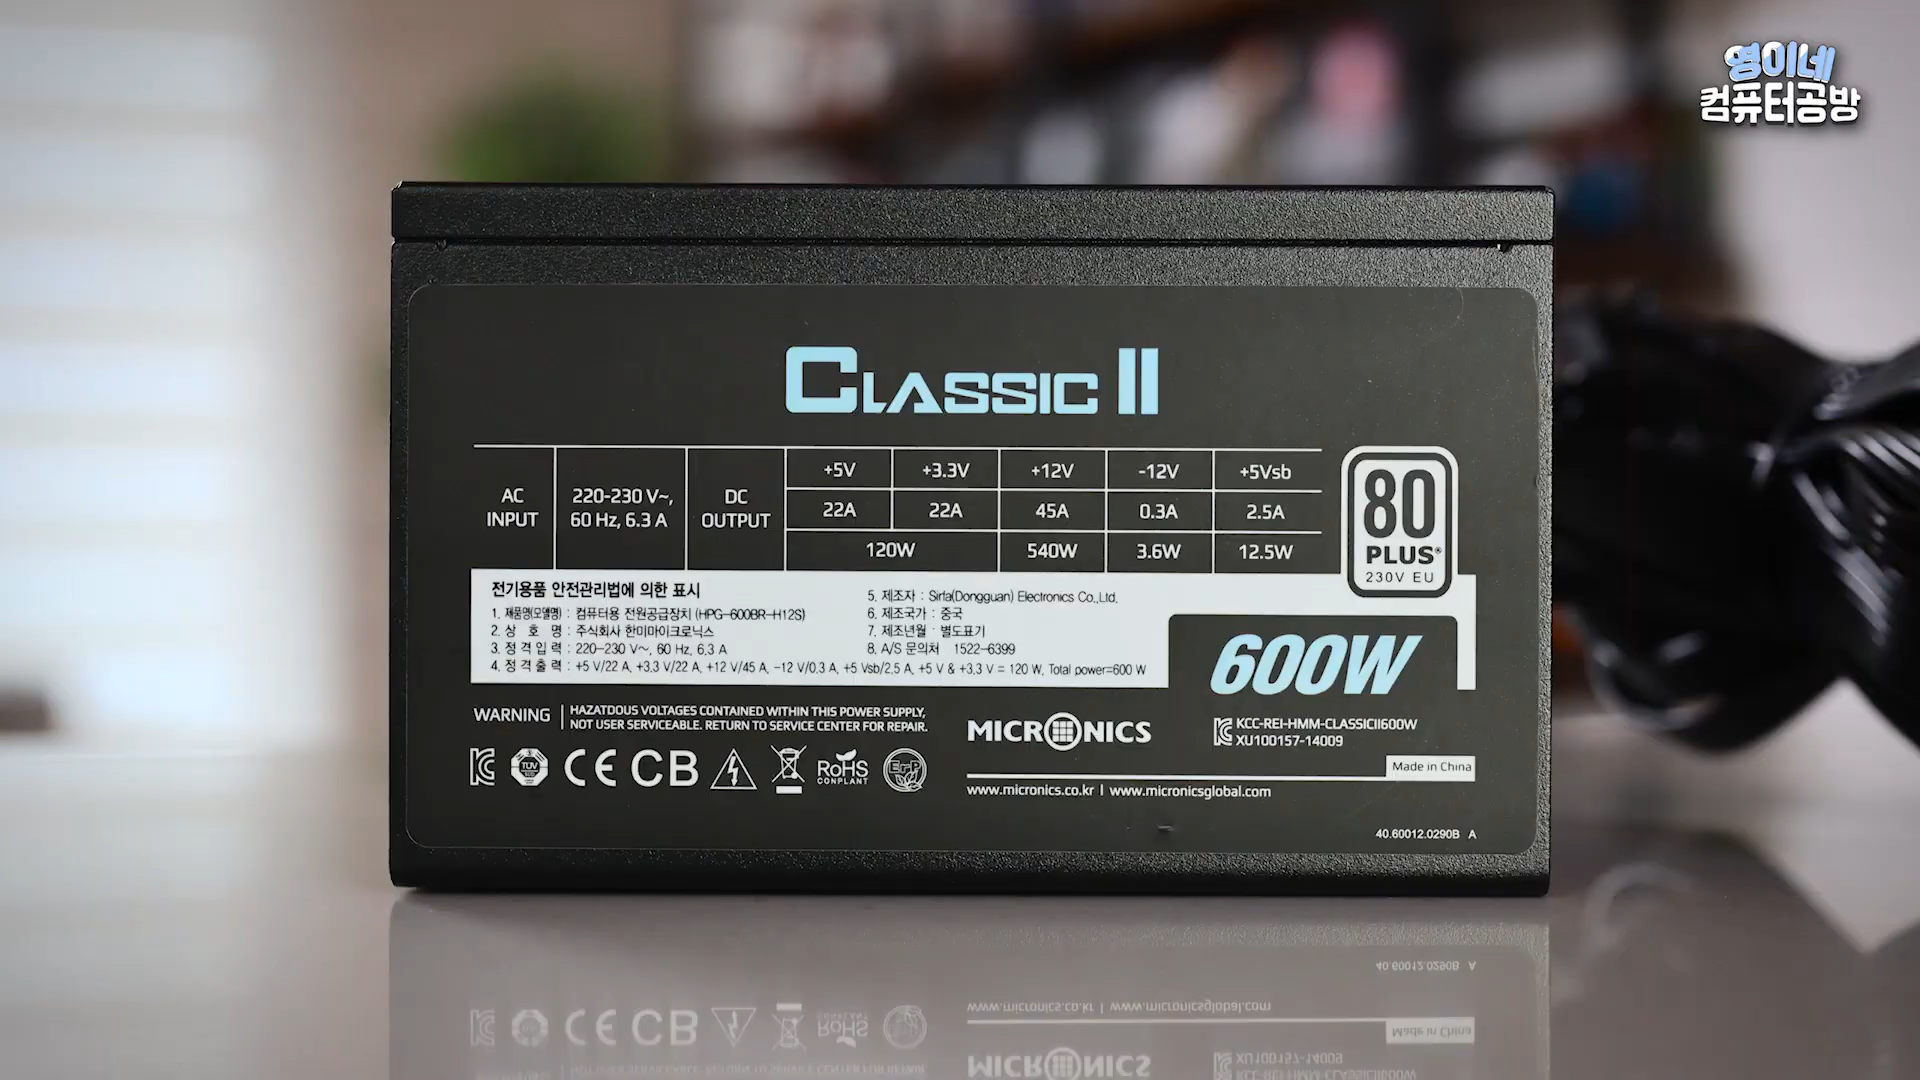 영이네
컴퓨터공방
CLASSIC II
AC INPUT
220-230 V~, 60 Hz, 6.3 A
DC OUTPUT
+5V +3.3V +12V -12V +5Vsb
22A 22A 45A 0.3A 2.5A
120W 540W 3.6W 12.5W
80
PLUS®
230V EU
전기용품 안전관리법에 의한 표시
1. 제품명(모델명) : 컴퓨터용 전원공급장치 (HPG-600BR-H12S)
2. 상 호 명 : 주식회사 한미마이크로닉스
3. 정 격 입 력 : 220-230 V~, 60 Hz, 6.3 A
4. 정 격 출 력 : +5 V/22 A, +3.3 V/22 A, +12 V/45 A, -12 V/0.3 A, +5 Vsb/2.5 A, +5 V & +3.3 V = 120 W, Total power=600 W
5. 제조자 : Sirfa(Dongguan) Electronics Co.,Ltd.
6. 제조국가 : 중국
7. 제조년월 : 별도표기
8. A/S 문의처 1522-6399
600W
WARNING
HAZATDOUS VOLTAGES CONTAINED WITHIN THIS POWER SUPPLY,
NOT USER SERVICEABLE. RETURN TO SERVICE CENTER FOR REPAIR.
MICRONICS
KCC-REI-HMM-CLASSICII600W
XU100157-14009
TÜV
CE CB
RoHS
CONPLANT
ErP
Made in China
www.micronics.co.kr | www.micronicsglobal.com
40.60012.0290B A